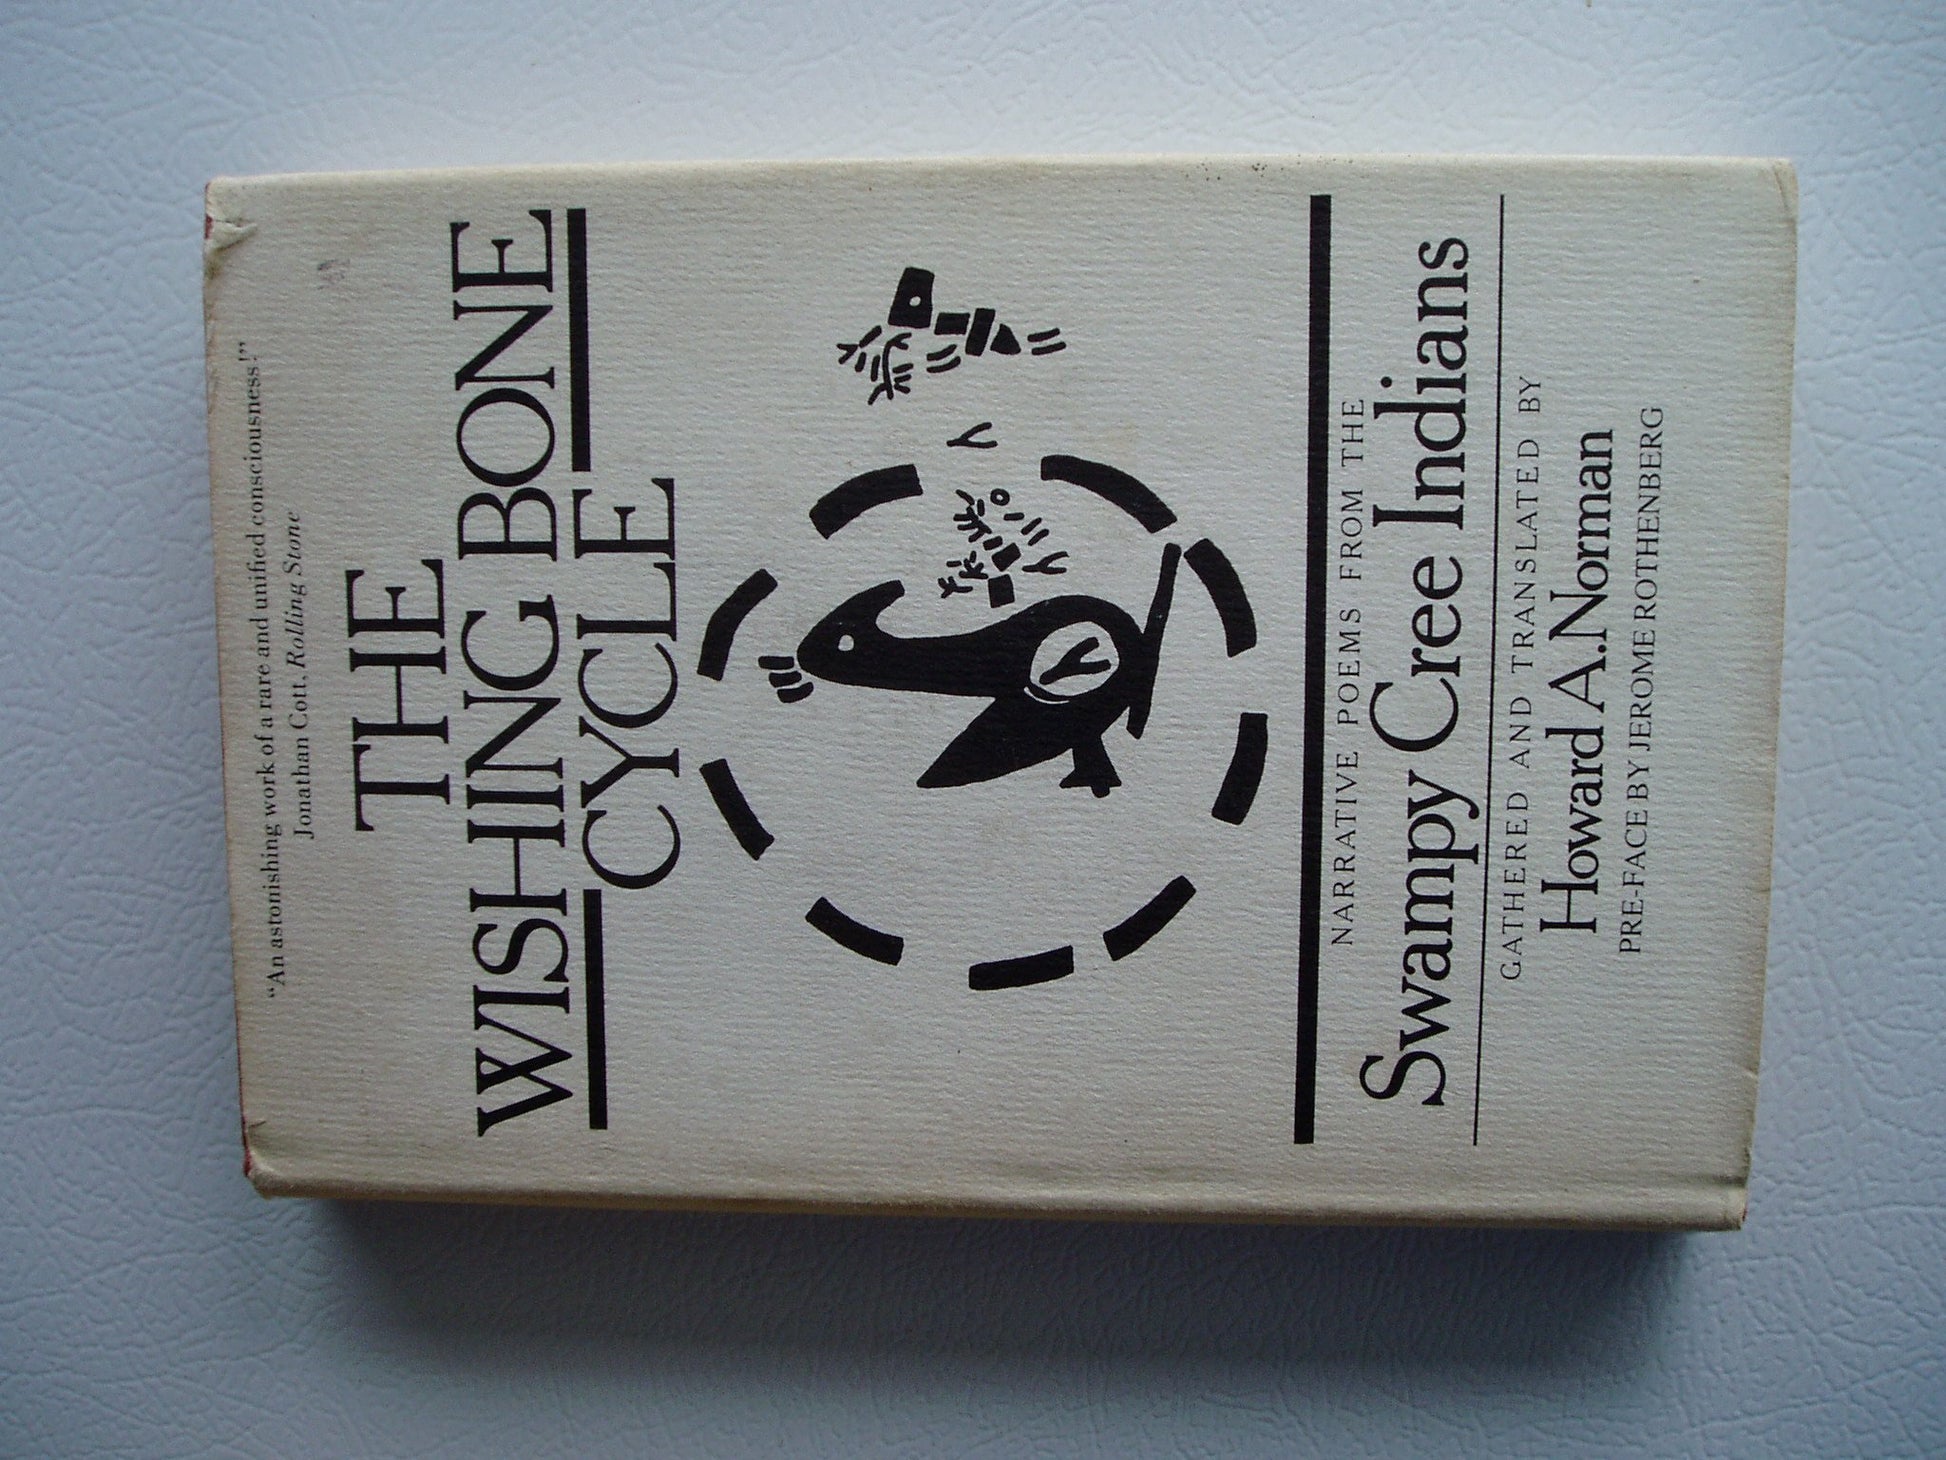 "An astonishing work of a rare and unified consciousness!"
Jonathan Cott, Rolling Stone
THE
WISHING BONE
CYCLE
NARRATIVE POEMS FROM THE
Swampy Cree Indians
GATHERED AND TRANSLATED BY
Howard A. Norman
PRE-FACE BY JEROME ROTHENBERG